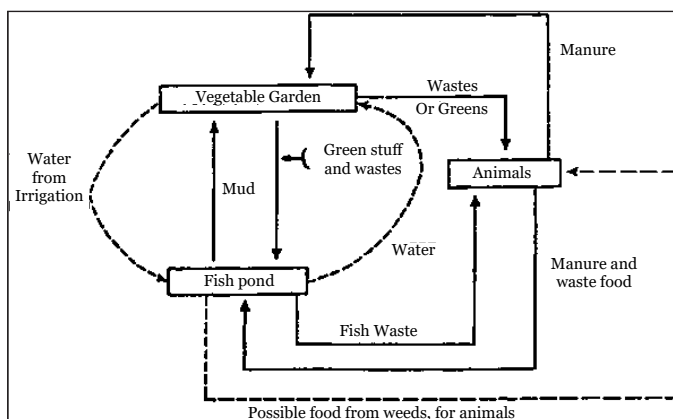 Manure
Wastes
Or Greens
Vegetable Garden
Green stuff
and wastes
Water
from
Irrigation
Mud
Animals
Water
Manure and
waste food
Fish pond
Fish Waste
Possible food from weeds, for animals